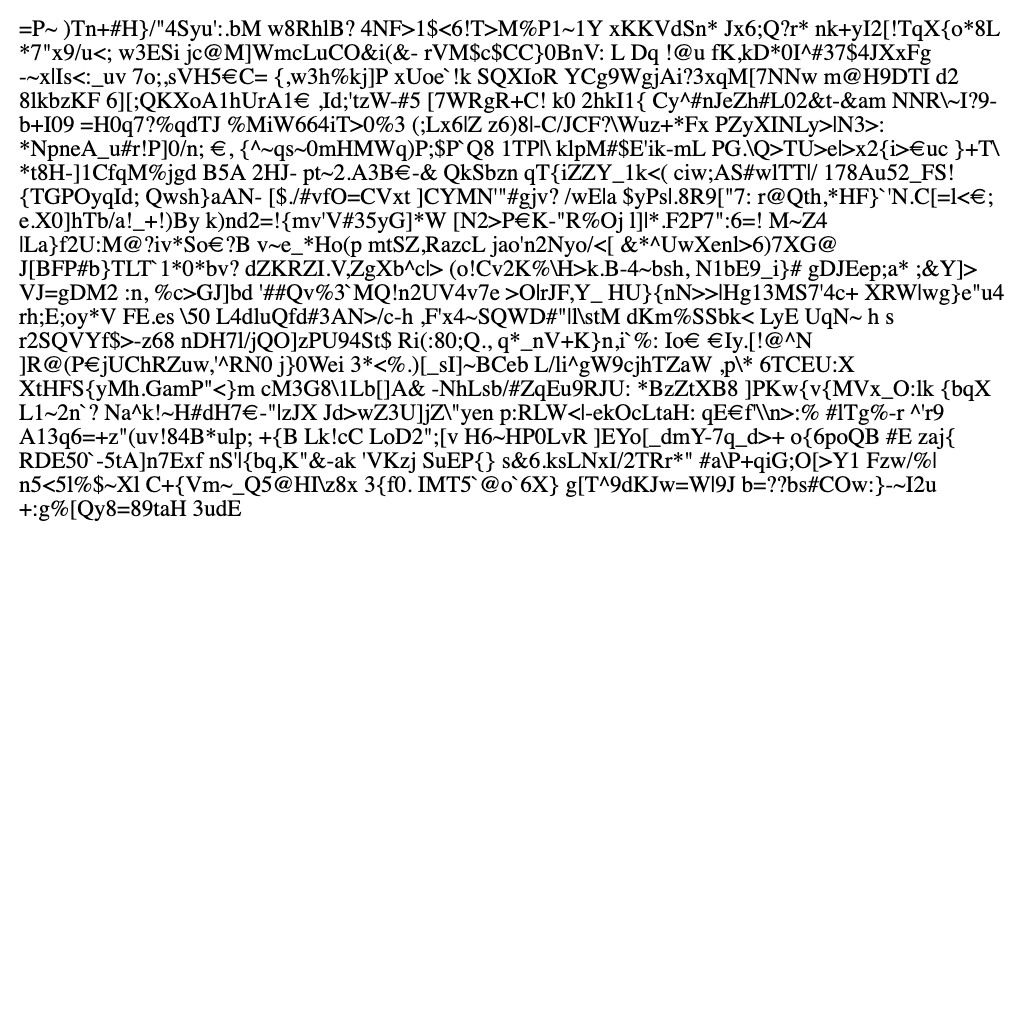 =P~ )Tn+#H}/"4Syu':.bM w8RhlB? 4NF>1$<6!T>M%P1~1Y xKKVdSn* Jx6;Q?r* nk+yI2[!TqX{o*8L
*7"x9/u<; w3ESi jc@M]WmcLuCO&i(&- rVM$c$CC}0BnV: L Dq !@u fK,kD*0I^#37$4JXxFg
-~x|Is<:_uv 7o;,sVH5€C= {,w3h%kj]P xUoe`!k SQXIoR YCg9WgjAi?3xqM[7NNw m@H9DTI d2
8lkbzKF 6][;QKXoA1hUrA1€ ,Id;'tzW-#5 [7WRgR+C! k0 2hkI1{ Cy^#nJeZh#L02&t-&am NNR\~I?9-
b+I09 =H0q7?%qdTJ %MiW664iT>0%3 (;Lx6|Z z6)8|-C/JCF?\Wuz+*Fx PZyXINLy>|N3>:
*NpneA_u#r!P]0/n; €, {^~qs~0mHMWq)P;$P`Q8 1TP|\ klpM#$E'ik-mL PG.\Q>TU>e|>x2{i>€uc }+T\
*t8H-]1CfqM%jgd B5A 2HJ- pt~2.A3B€-& QkSbzn qT{iZZY_1k<( ciw;AS#wlTT|/ 178Au52_FS!
{TGPOyqId; Qwsh}aAN- [$./#vfO=CVxt ]CYMN'"#gjv? /wE|a $yPs|.8R9["7: r@Qth,*HF}`'N.C[=l<€;
e.X0]hTb/a!_+!)By k)nd2=!{mv'V#35yG]*W [N2>P€K-"R%Oj l]|*.F2P7":6=! M~Z4
|La}f2U:M@?iv*So€?B v~e_*Ho(p mtSZ,RazcL jao'n2Nyo/<[ &*^UwXenl>6)7XG@
J[BFP#b}TLT`1*0*bv? dZKRZI.V,ZgXb^c|> (o!Cv2K%\H>k.B-4~bsh, N1bE9_i}# gDJEep;a* ;&Y]>
VJ=gDM2 :n, %c>GJ]bd '##Qv%3`MQ!n2UV4v7e >O|rJF,Y_ HU}{nN>>|Hg13MS7'4c+ XRW|wg}e"u4
rh;E;oy*V FE.es \50 L4dluQfd#3AN>/c-h ,F'x4~SQWD#"|l\stM dKm%SSbk< LyE UqN~ h s
r2SQVYf$>-z68 nDH7l/jQO]zPU94St$ Ri(:80;Q., q*_nV+K}n,i`%: Io€ €Iy.[!@^N
]R@(P€jUChRZuw,'^RN0 j}0Wei 3*<%.)[_sI]~BCeb L/li^gW9cjhTZaW ,p\* 6TCEU:X
XtHFS{yMh.GamP"<}m cM3G8\1Lb[]A& -NhLsb/#ZqEu9RJU: *BzZtXB8 ]PKw{v{MVx_O:lk {bqX
L1~2n`? Na^k!~H#dH7€-"|zJX Jd>wZ3U]jZ\"yen p:RLW<|-ekOcLtaH: qE€f"\\n>:% #lTg%-r ^'r9
A13q6=+z"(uv!84B*ulp; +{B Lk!cC LoD2";[v H6~HP0LvR ]EYo[_dmY-7q_d>+ o{6poQB #E zaj{
RDE50`-5tA]n7Exf nS'|{bq,K"&-ak 'VKzj SuEP{} s&6.ksLNxI/2TRr*" #a\P+qiG;O[>Y1 Fzw/%|
n5<5l%$~Xl C+{Vm~_Q5@HI\z8x 3{f0. IMT5`@o`6X} g[T^9dKJw=W|9J b=??bs#COw:}-~I2u
+:g%[Qy8=89taH 3udE